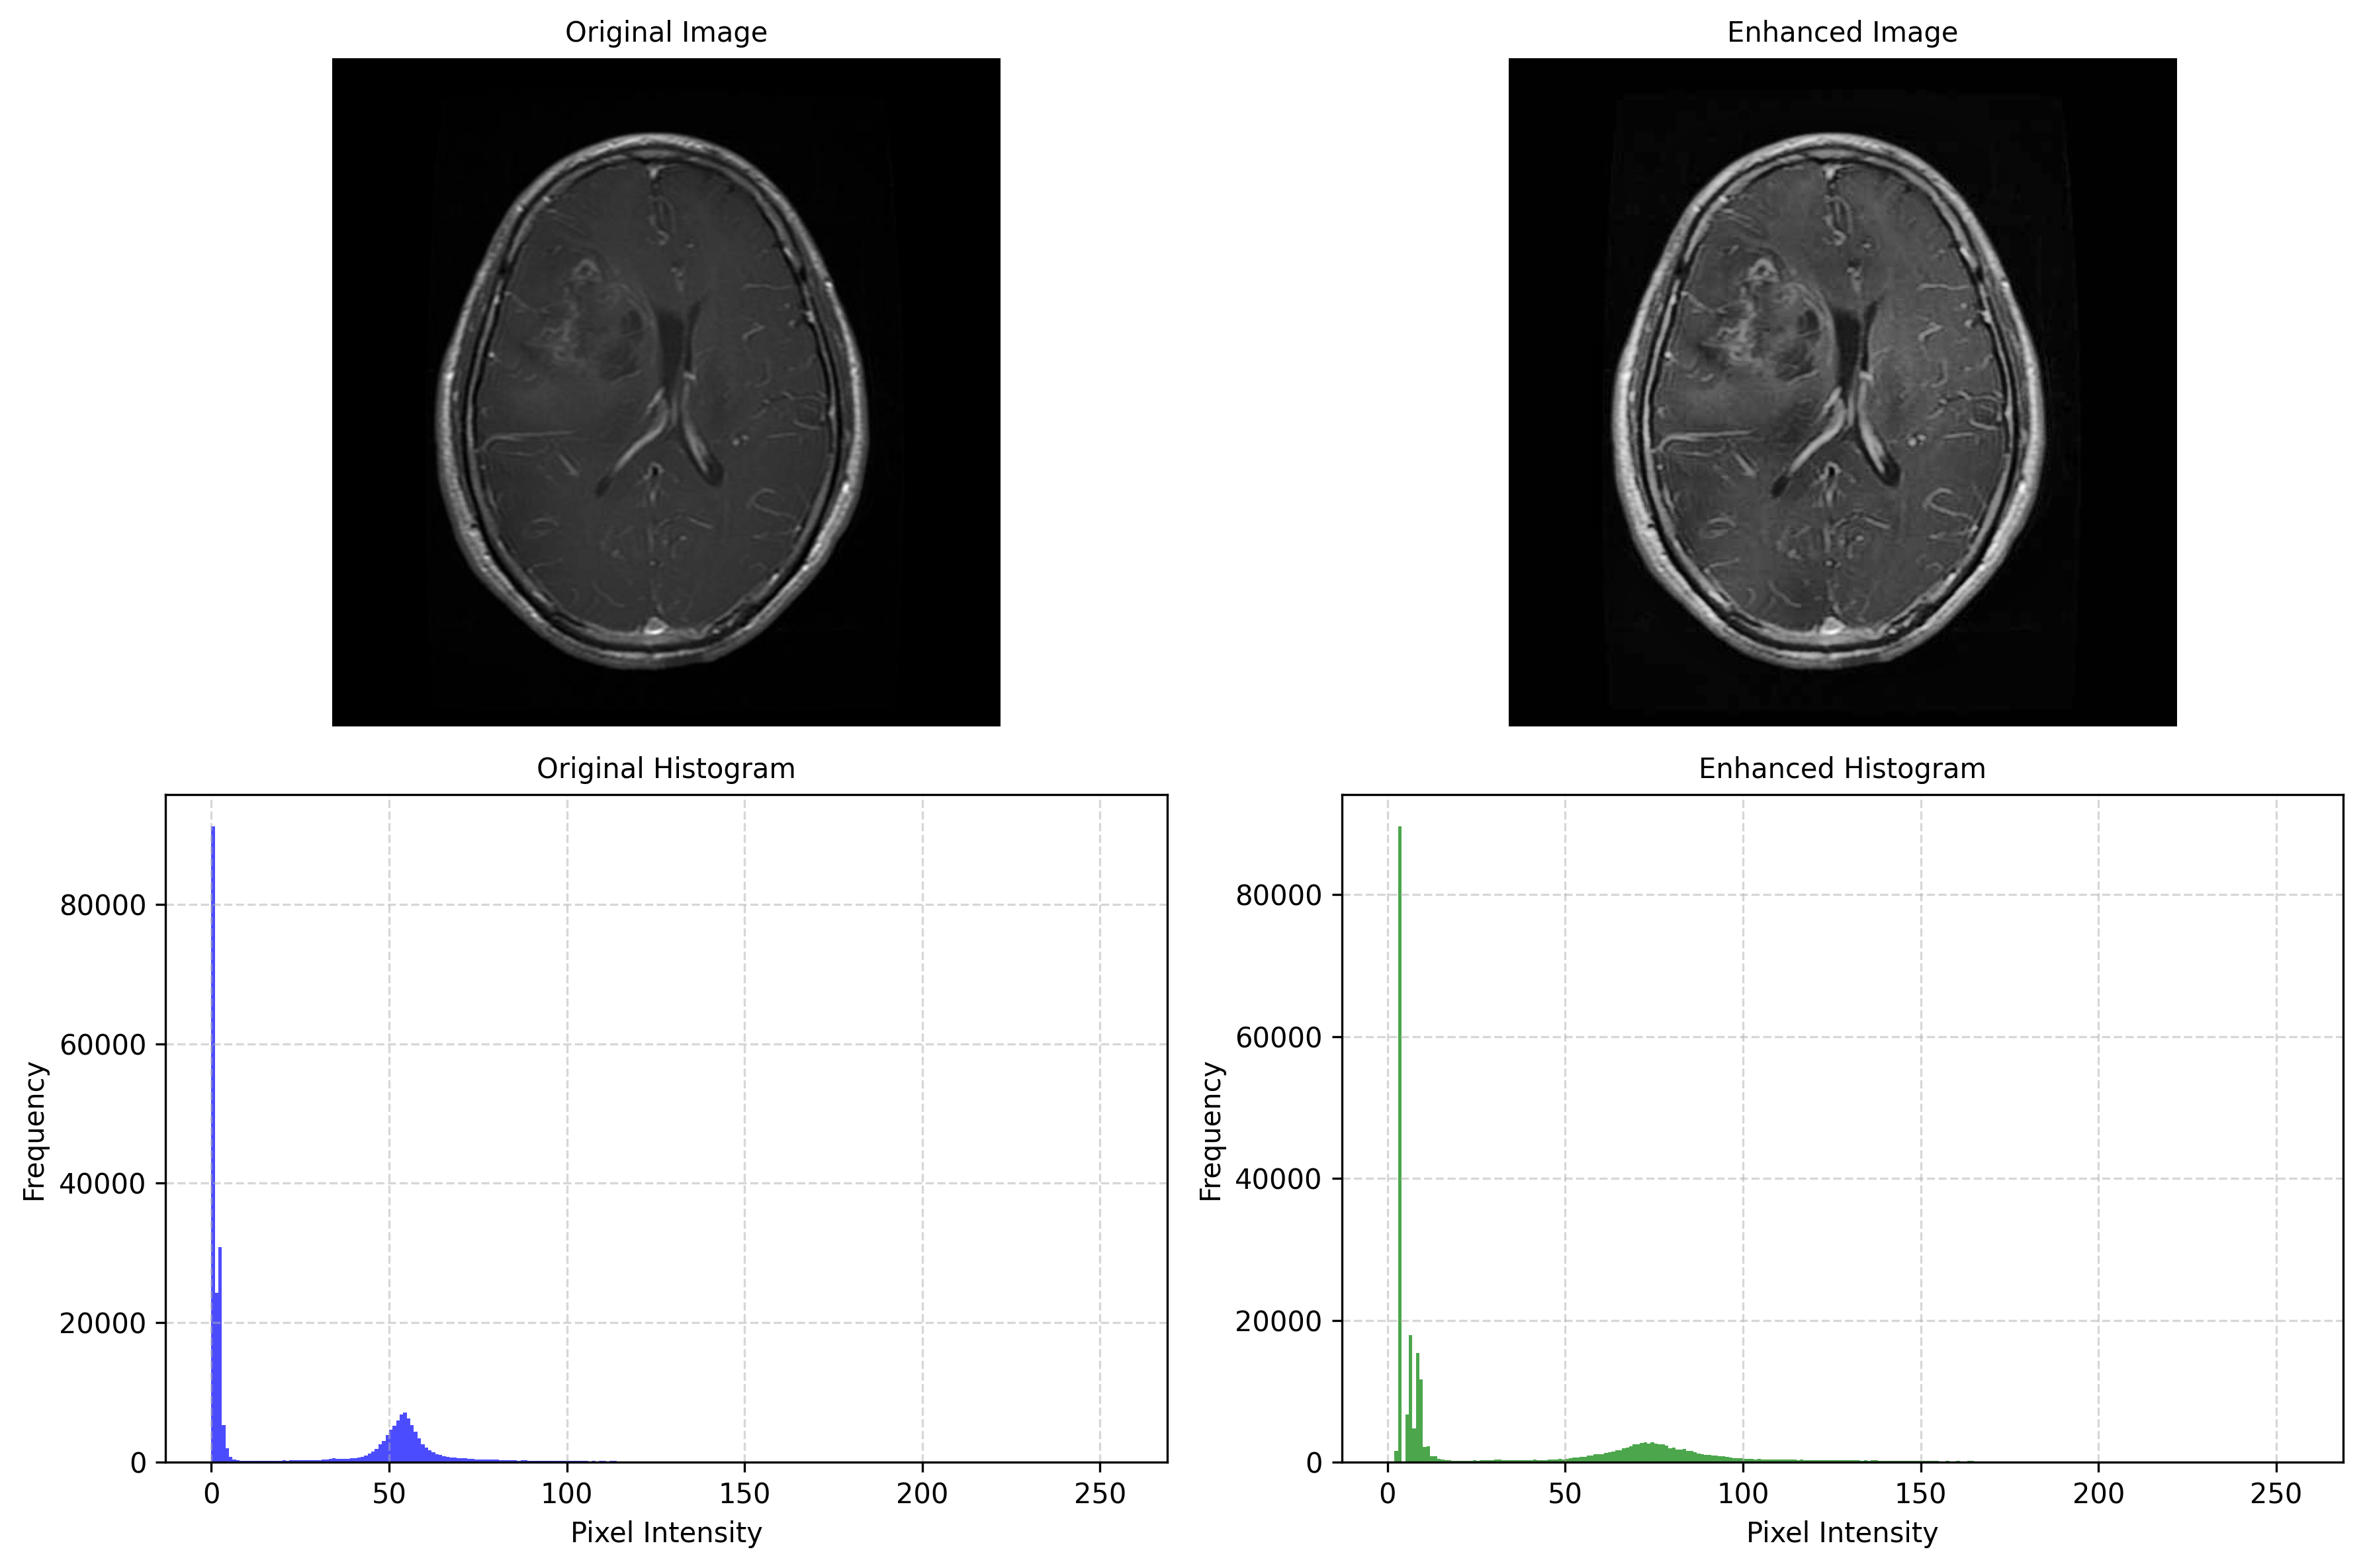 Original Image
Enhanced Image
Original Histogram
Enhanced Histogram
80000
60000
40000
20000
0
Frequency
0 50 100 150 200 250
Pixel Intensity
80000
60000
40000
20000
0
Frequency
0 50 100 150 200 250
Pixel Intensity